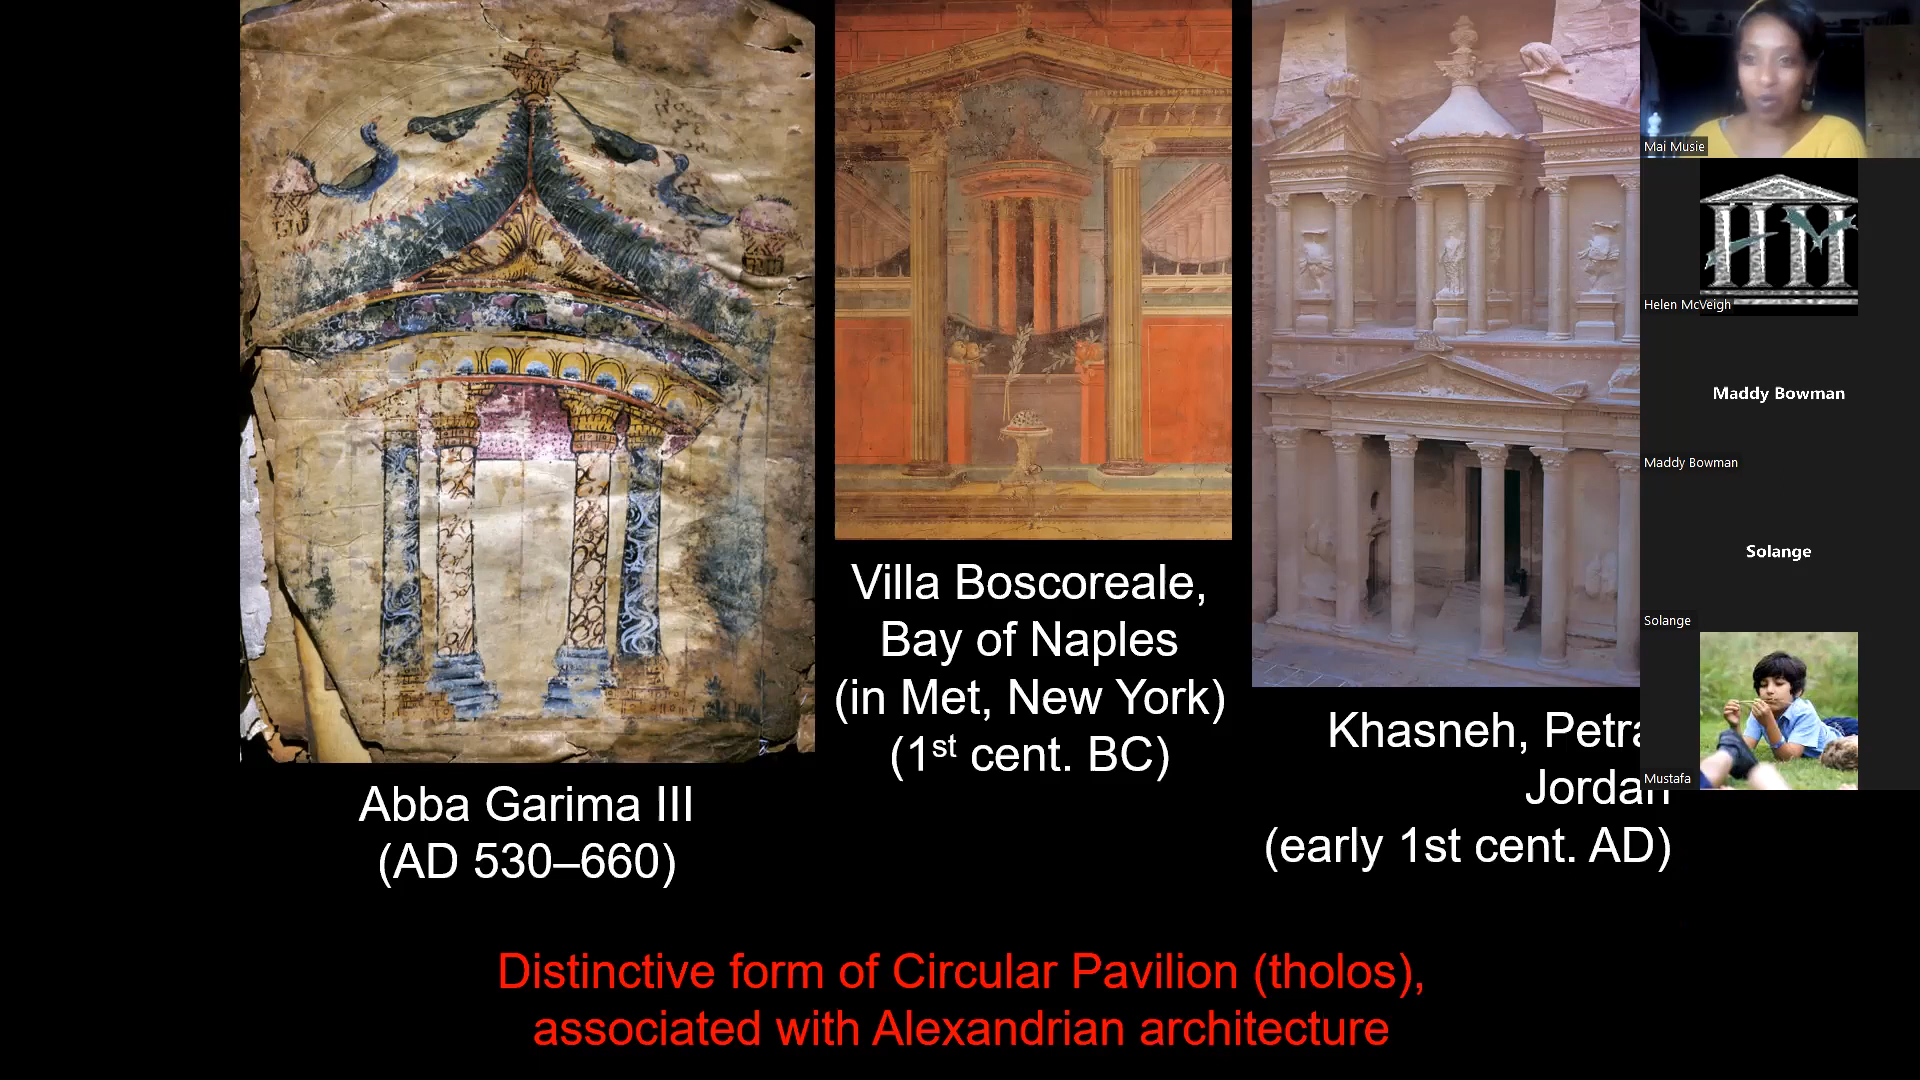 Abba Garima III
(AD 530–660)
Villa Boscoreale,
Bay of Naples
(in Met, New York)
(1st cent. BC)
Khasneh, Petra
Jordan
(early 1st cent. AD)
Distinctive form of Circular Pavilion (tholos),
associated with Alexandrian architecture
Mai Musie
HM
Helen McVeigh
Maddy Bowman
Maddy Bowman
Solange
Solange
Mustafa